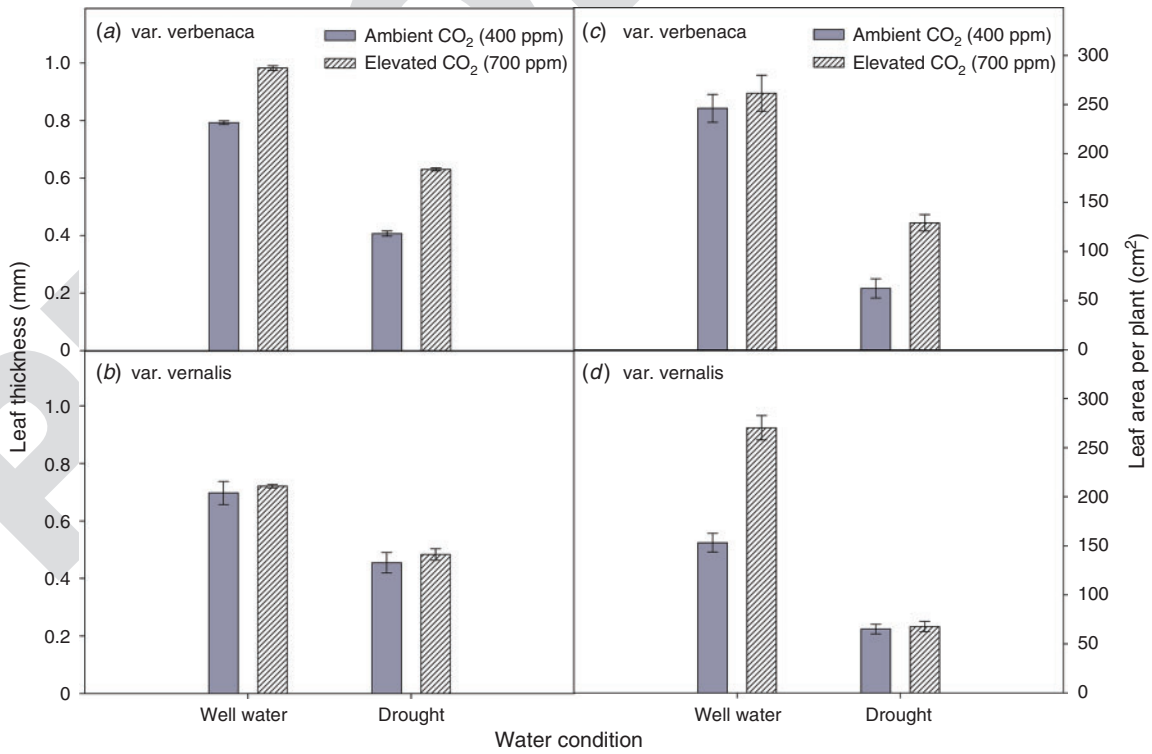 (a) var. verbenaca
Ambient CO2 (400 ppm)
Elevated CO2 (700 ppm)
1.0
0.8
0.6
0.4
0.2
0
(c) var. verbenaca
Ambient CO2 (400 ppm)
Elevated CO2 (700 ppm)
300
250
200
150
100
50
0
Leaf thickness (mm)
Leaf area per plant (cm2)
(b) var. vernalis
1.0
0.8
0.6
0.4
0.2
0
Well water Drought
(d) var. vernalis
300
250
200
150
100
50
0
Well water Drought
Water condition